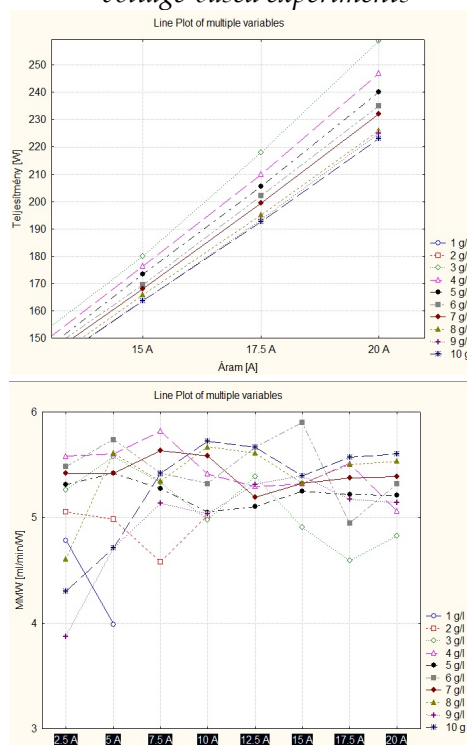 voltage-based experiments
Line Plot of multiple variables
250
240
230
220
210
200
190
180
170
160
150
Teljesítmény [W]
15 A
17.5 A
20 A
Áram [A]
1 g/
2 g/
3 g/
4 g/
5 g/
6 g/
7 g/
8 g/
9 g/
10 g
Line Plot of multiple variables
6
5
4
3
MMW [ml/min/W]
2.5 A
5 A
7.5 A
10 A
12.5 A
15 A
17.5 A
20 A
1 g/l
2 g/l
3 g/l
4 g/l
5 g/l
6 g/l
7 g/l
8 g/l
9 g/l
10 g